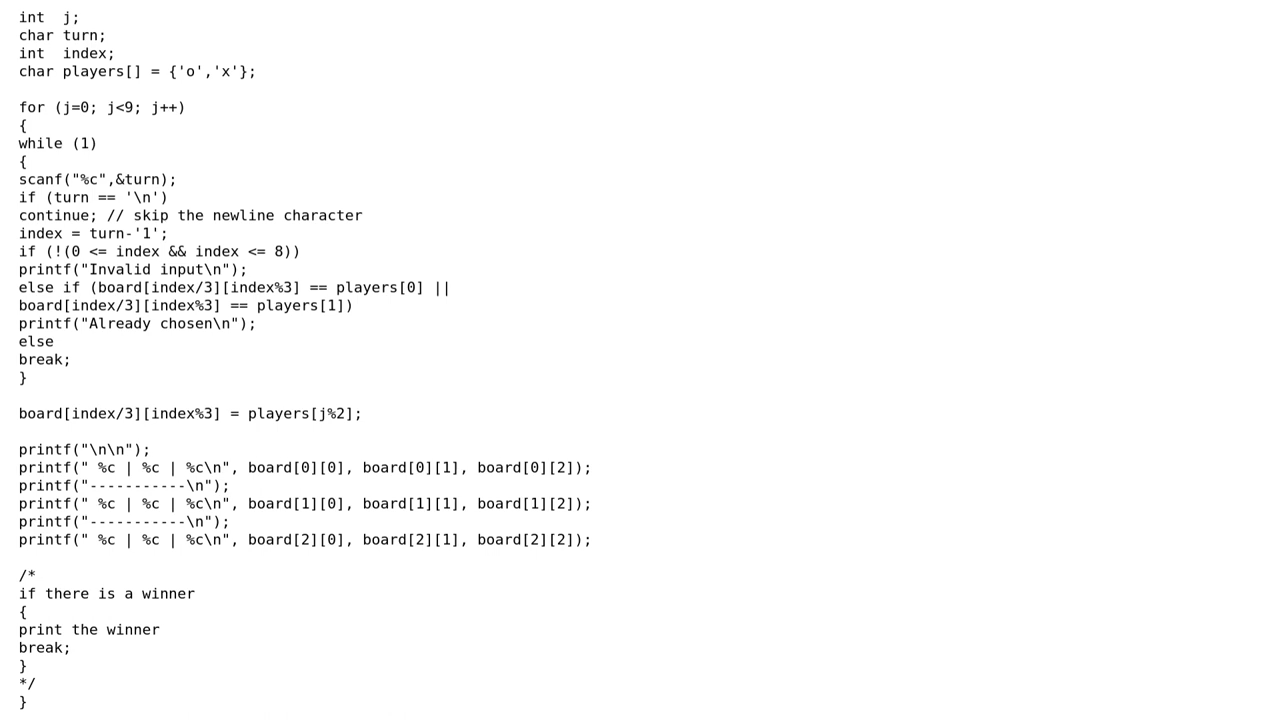 int  j;
char turn;
int  index;
char players[] = {'o','x'};

for (j=0; j<9; j++)
{
while (1)
{
scanf("%c",&turn);
if (turn == '\n')
continue; // skip the newline character
index = turn-'1';
if (!(0 <= index && index <= 8))
printf("Invalid input\n");
else if (board[index/3][index%3] == players[0] ||
board[index/3][index%3] == players[1])
printf("Already chosen\n");
else
break;
}

board[index/3][index%3] = players[j%2];

printf("\n\n");
printf(" %c | %c | %c\n", board[0][0], board[0][1], board[0][2]);
printf("-----------\n");
printf(" %c | %c | %c\n", board[1][0], board[1][1], board[1][2]);
printf("-----------\n");
printf(" %c | %c | %c\n", board[2][0], board[2][1], board[2][2]);

/*
if there is a winner
{
print the winner
break;
}
*/
}